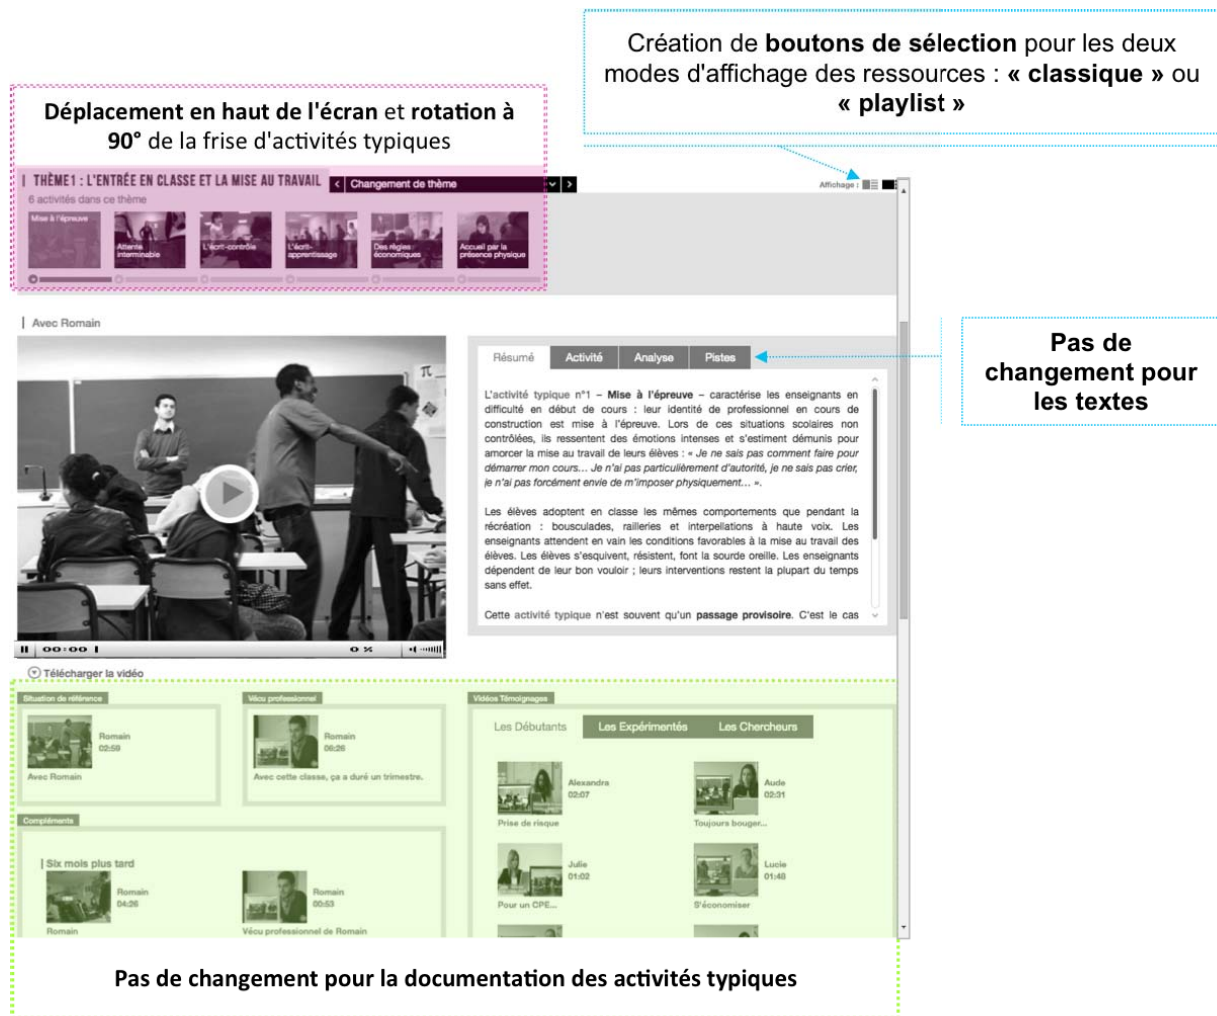 Création de boutons de sélection pour les deux
modes d'affichage des ressources : « classique » ou
« playlist »
Déplacement en haut de l'écran et rotation à
90° de la frise d'activités typiques
THÈME1 : L'ENTRÉE EN CLASSE ET LA MISE AU TRAVAIL
< Changement de thème >
Affichage :
6 activités dans ce thème
Mise à l'épreuve
Attente
interminable
L'écrit-contrôle
L'écrit-
apprentissage
Des règles
économiques
Accueil par la
présence physique
Avec Romain
Pas de
changement pour
les textes
Résumé Activité Analyse Pistes
L'activité typique n°1 – Mise à l'épreuve – caractérise les enseignants en
difficulté en début de cours : leur identité de professionnel en cours de
construction est mise à l'épreuve. Lors de ces situations scolaires non
contrôlées, ils ressentent des émotions intenses et s'estiment démunis pour
amorcer la mise au travail de leurs élèves : « Je ne sais pas comment faire pour
démarrer mon cours… Je n'ai pas particulièrement d'autorité, je ne sais pas crier,
je n'ai pas forcément envie de m'imposer physiquement… ».
Les élèves adoptent en classe les mêmes comportements que pendant la
récréation : bousculades, railleries et interpellations à haute voix. Les
enseignants attendent en vain les conditions favorables à la mise au travail des
élèves. Les élèves s'esquivent, résistent, font la sourde oreille. Les enseignants
dépendent de leur bon vouloir ; leurs interventions restent la plupart du temps
sans effet.
Cette activité typique n'est souvent qu'un passage provisoire. C'est le cas
π
00:00
0 %
Télécharger la vidéo
Situation de référence
Romain
02:59
Avec Romain
Vécu professionnel
Romain
06:26
Avec cette classe, ça a duré un trimestre.
Vidéos Témoignages
Les Débutants Les Expérimentés Les Chercheurs
Alexandra
02:07
Prise de risque
Aude
02:31
Toujours bouger...
Julie
01:02
Pour un CPE...
Lucie
01:48
S'économiser
Compléments
Six mois plus tard
Romain
04:26
Romain
Romain
00:53
Vécu professionnel de Romain
Pas de changement pour la documentation des activités typiques